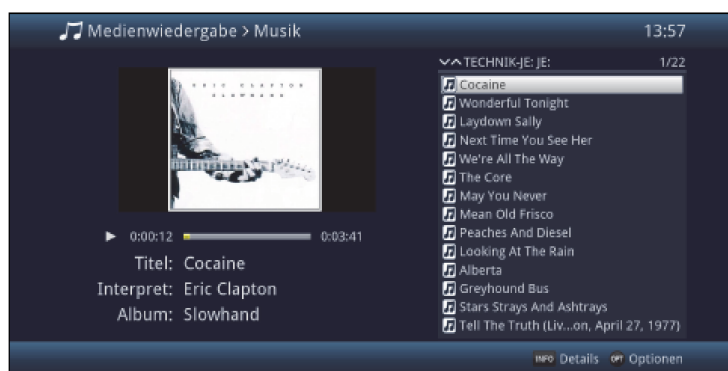 Medienwiedergabe > Musik
13:57
TECHNIK-JE: JE:
1/22
ERIC CLAPTON
SLOWHAND
Cocaine
Wonderful Tonight
Laydown Sally
Next Time You See Her
We're All The Way
The Core
May You Never
Mean Old Frisco
Peaches And Diesel
Looking At The Rain
Alberta
Greyhound Bus
Stars Strays And Ashtrays
Tell The Truth (Liv...on, April 27, 1977)
0:00:12
0:03:41
Titel: Cocaine
Interpret: Eric Clapton
Album: Slowhand
INFO Details OPT Optionen